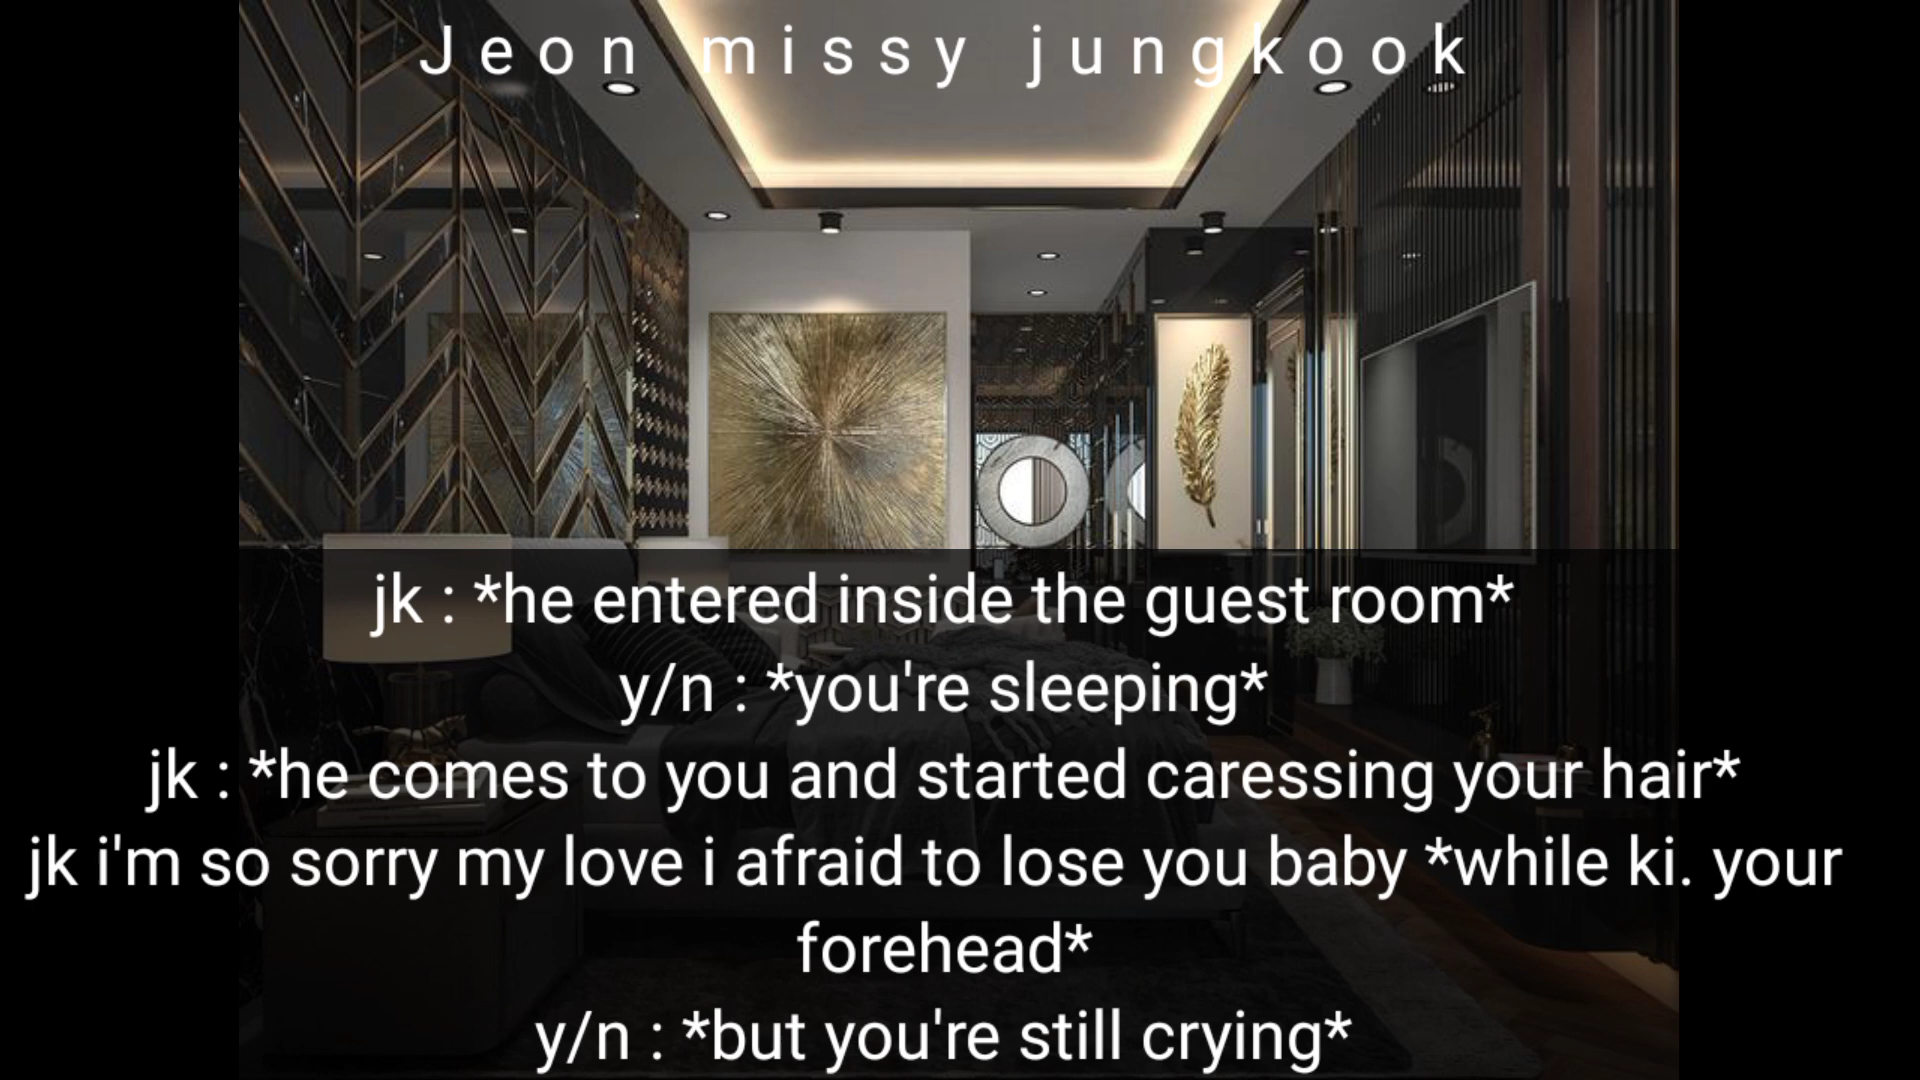 Jeon missy jungkook
jk : *he entered inside the guest room*
y/n : *you're sleeping*
jk : *he comes to you and started caressing your hair*
jk i'm so sorry my love i afraid to lose you baby *while ki. your
forehead*
y/n : *but you're still crying*